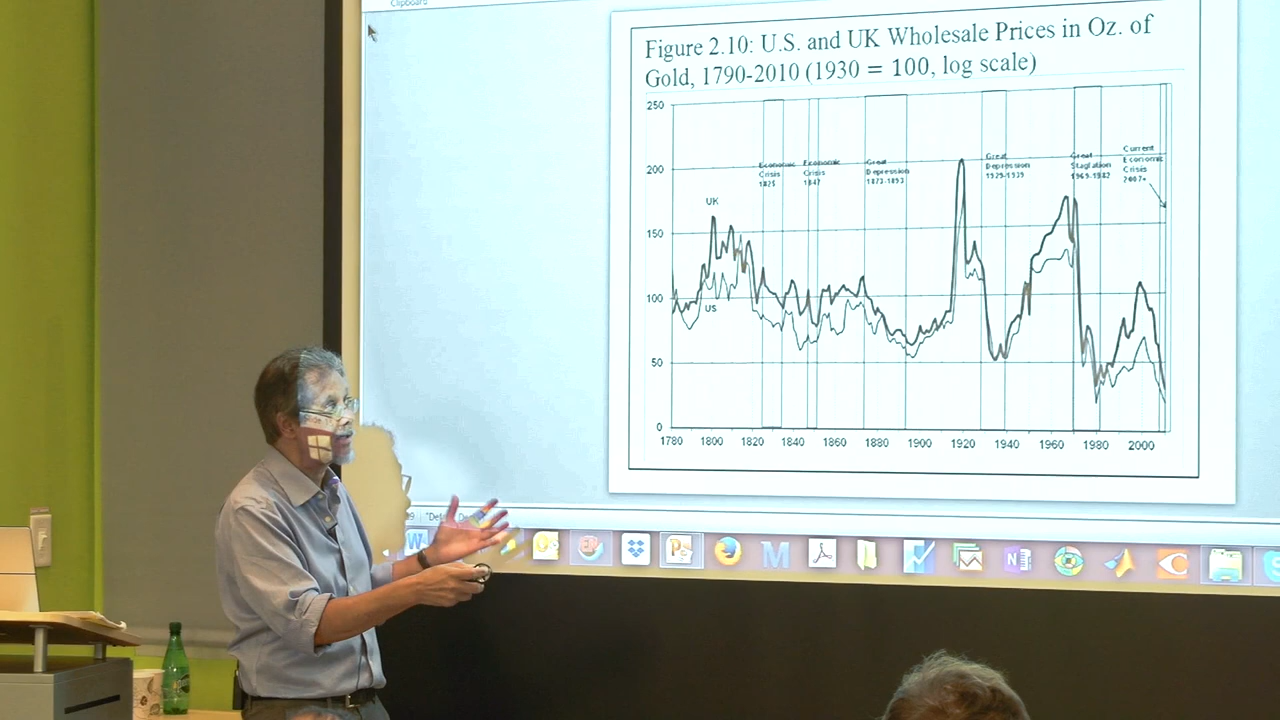 Clipboard
Figure 2.10: U.S. and UK Wholesale Prices in Oz. of
Gold, 1790-2010 (1930 = 100, log scale)
250
200
150
100
50
0
Economic
Crisis
1825
Economic
Crisis
1847
Great
Depression
1873-1893
Great
Depression
1929-1939
Great
Stagflation
1969-1982
Current
Economic
Crisis
2007+
UK
US
1780 1800 1820 1840 1860 1880 1900 1920 1940 1960 1980 2000